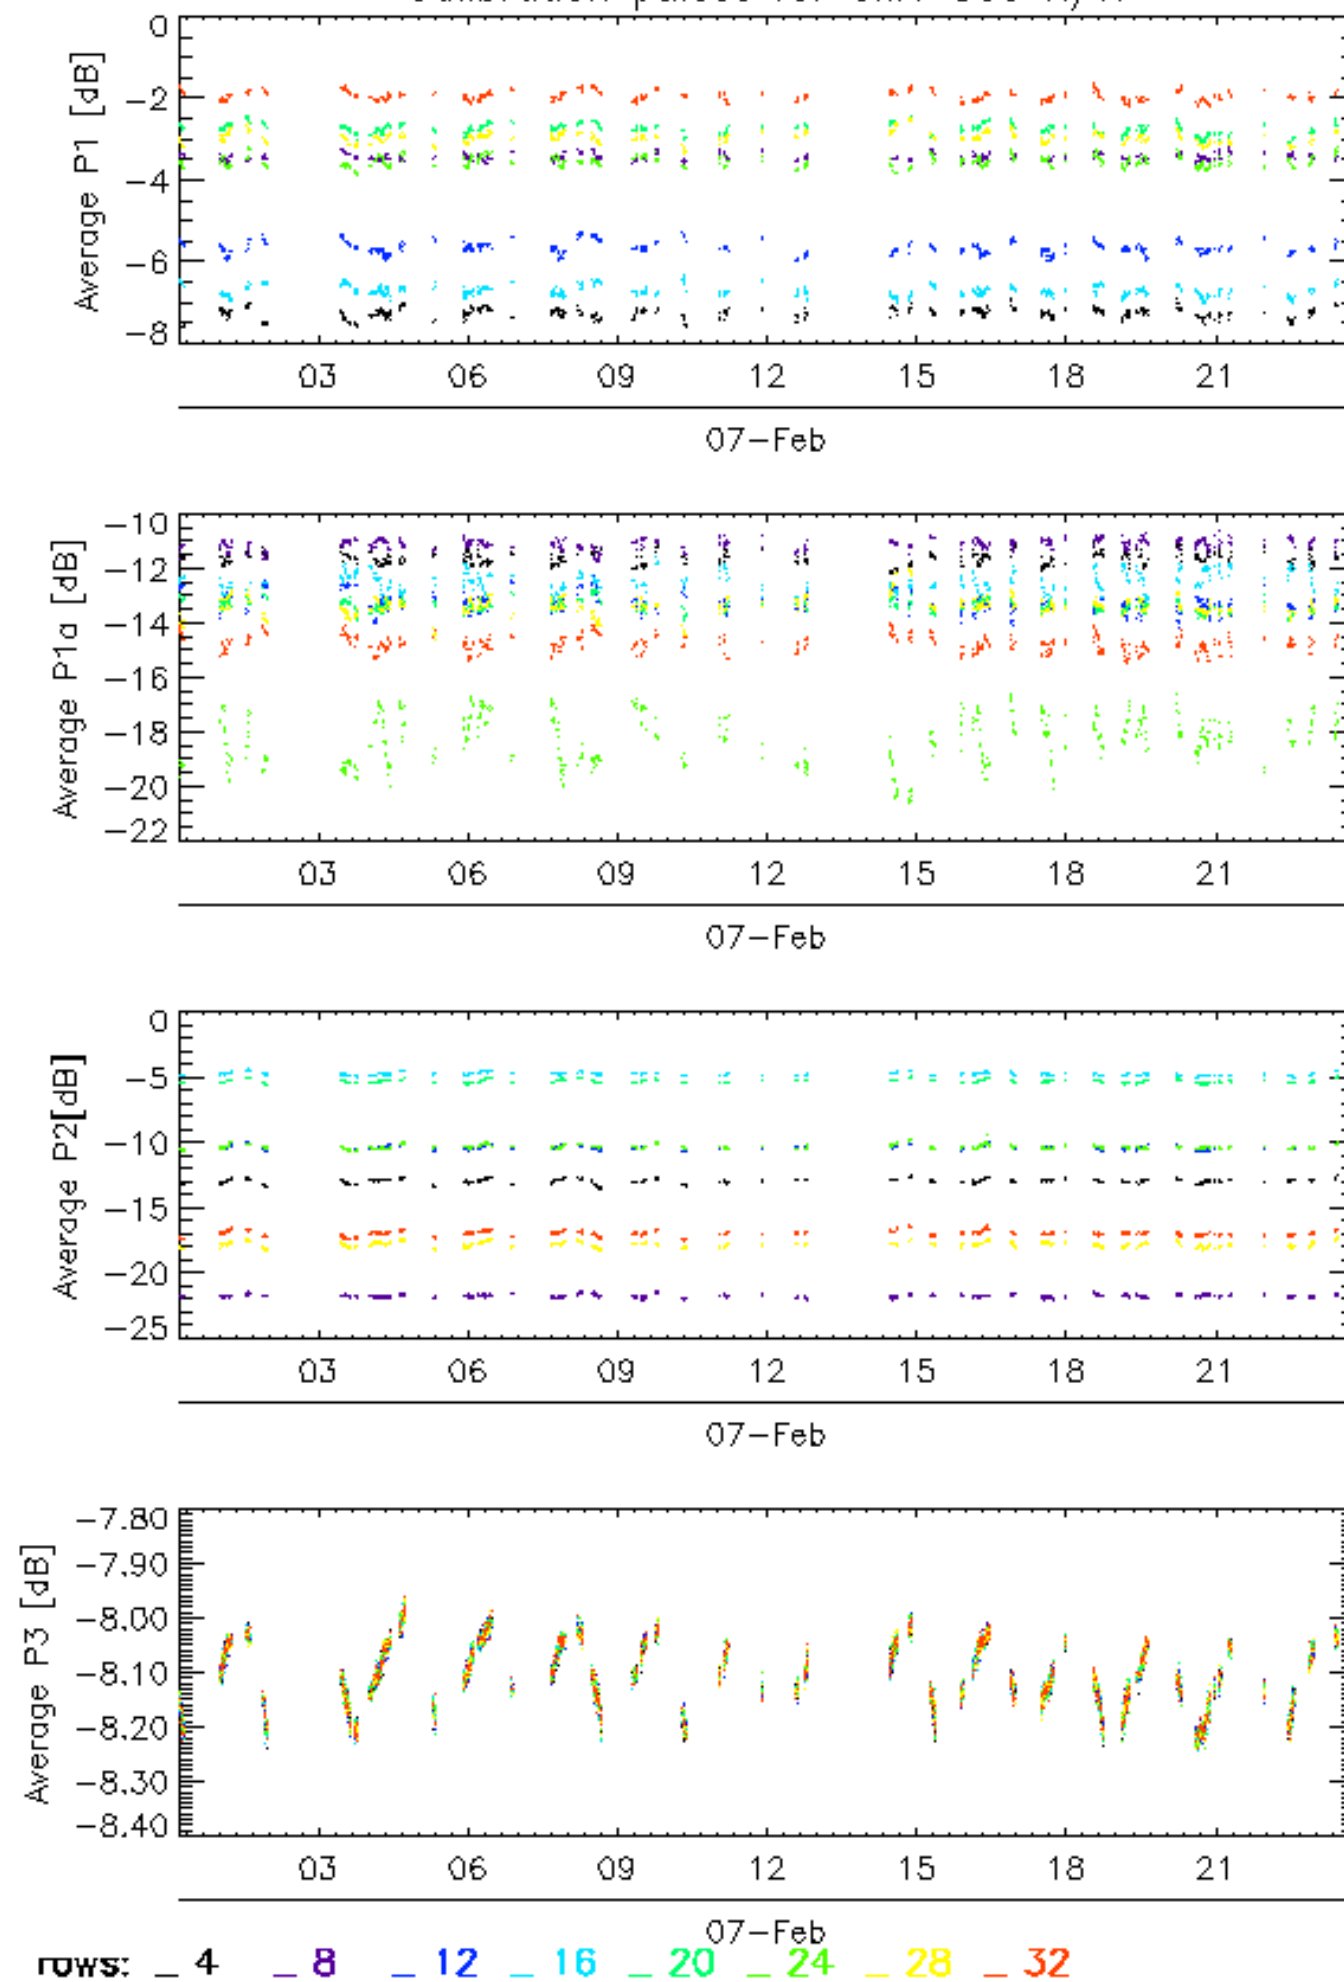 0
-2
-4
-6
-8
Average P1 [dB]
03 06 09 12 15 18 21
07-Feb
-10
-12
-14
-16
-18
-20
-22
Average P1a [dB]
03 06 09 12 15 18 21
07-Feb
0
-5
-10
-15
-20
-25
Average P2[dB]
03 06 09 12 15 18 21
07-Feb
-7.80
-7.90
-8.00
-8.10
-8.20
-8.30
-8.40
Average P3 [dB]
03 06 09 12 15 18 21
07-Feb
rows: _ 4 _ 8 _ 12 _ 16 _ 20 _ 24 _ 28 _ 32